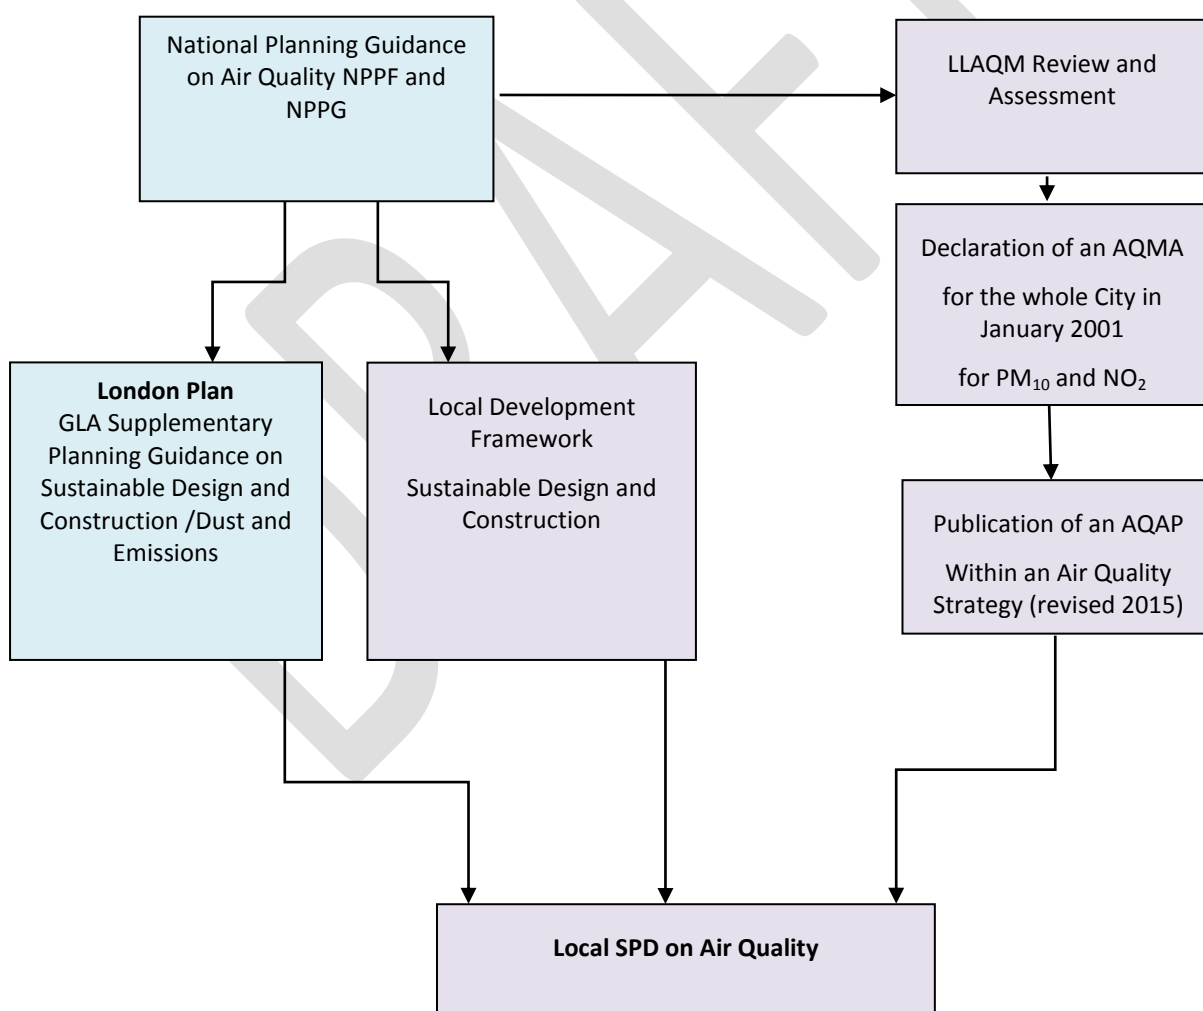 National Planning Guidance
on Air Quality NPPF and
NPPG
LLAQM Review and
Assessment
Declaration of an AQMA
for the whole City in
January 2001
for PM₁₀ and NO₂
London Plan
GLA Supplementary
Planning Guidance on
Sustainable Design and
Construction /Dust and
Emissions
Local Development
Framework
Sustainable Design and
Construction
Publication of an AQAP
Within an Air Quality
Strategy (revised 2015)
Local SPD on Air Quality